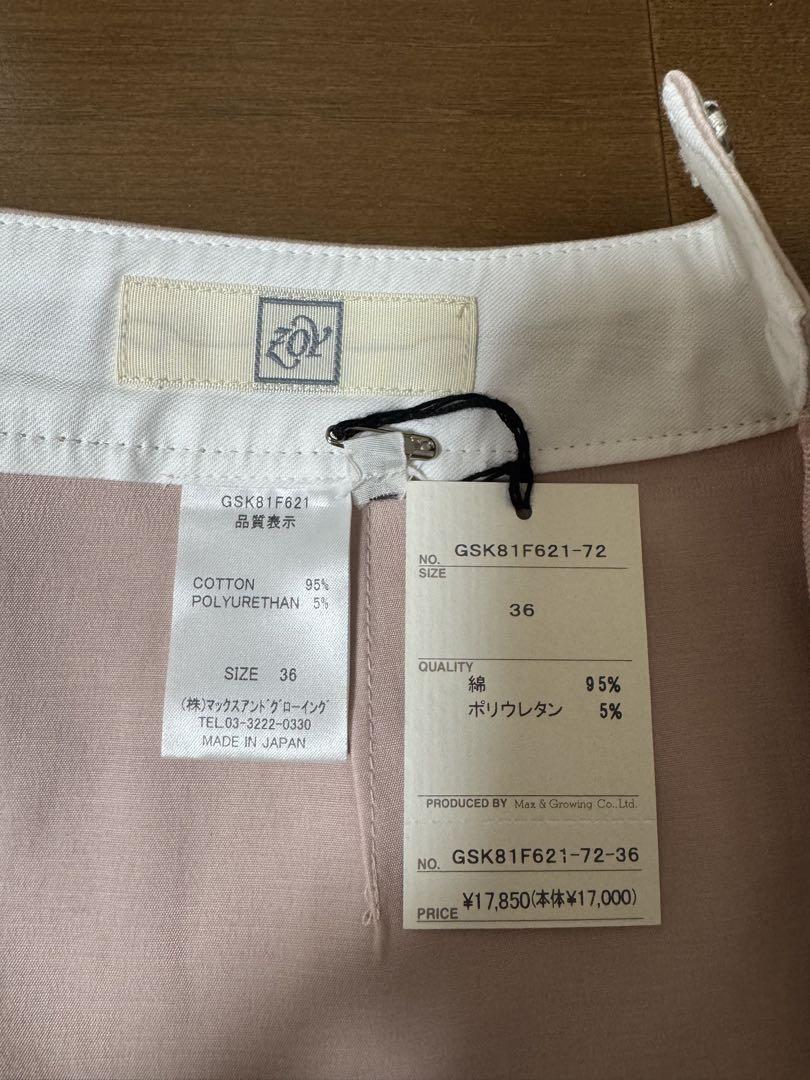 ZOY
GSK81F621
品質表示
COTTON 95%
POLYURETHAN 5%
SIZE 36
(株)マックスアンドグローイング
TEL.03-3222-0330
MADE IN JAPAN
NO. GSK81F621-72
SIZE
36
QUALITY
綿 95%
ポリウレタン 5%
PRODUCED BY Max & Growing Co.,Ltd.
NO. GSK81F621-72-36
PRICE ¥17,850(本体¥17,000)